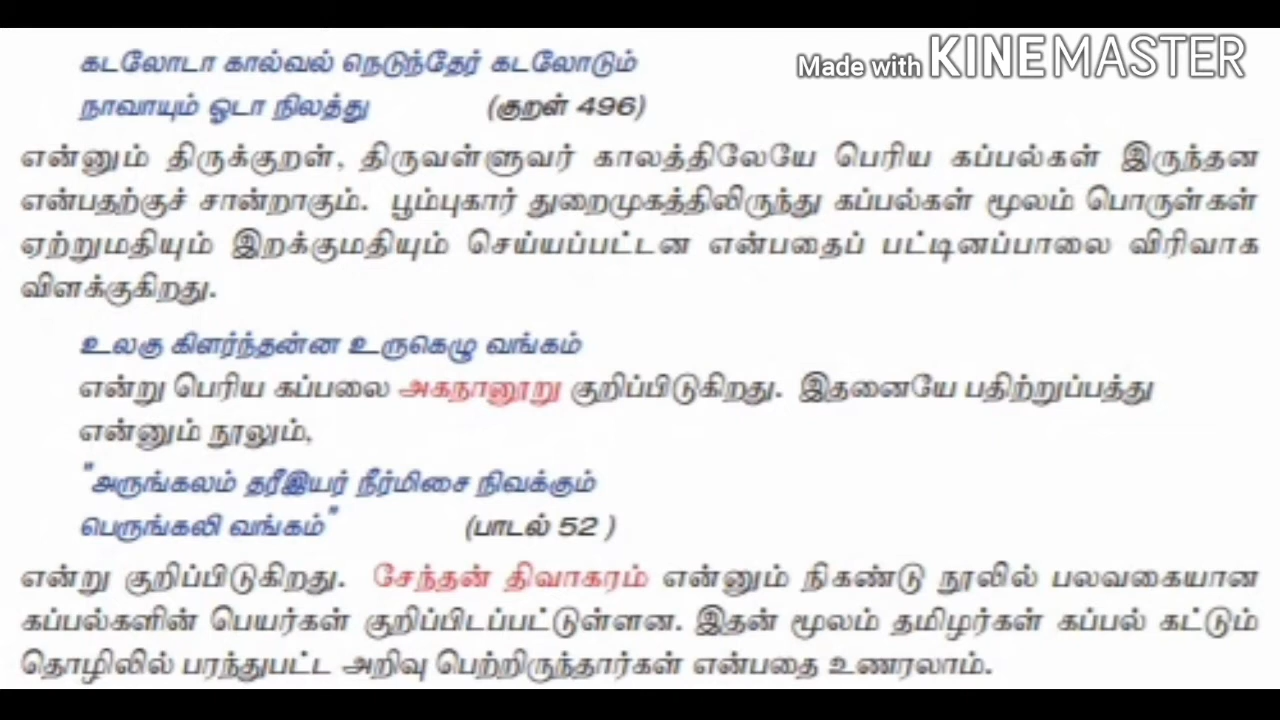 Made with KINEMASTER
கடலோடா கால்வல் நெடுந்தேர் கடலோடும்
நாவாயும் ஓடா நிலத்து (குறள் 496)
என்னும் திருக்குறள், திருவள்ளுவர் காலத்திலேயே பெரிய கப்பல்கள் இருந்தன
என்பதற்குச் சான்றாகும். பூம்புகார் துறைமுகத்திலிருந்து கப்பல்கள் மூலம் பொருள்கள்
ஏற்றுமதியும் இறக்குமதியும் செய்யப்பட்டன என்பதைப் பட்டினப்பாலை விரிவாக
விளக்குகிறது.
உலகு கிளர்ந்தன்ன உருகெழு வங்கம்
என்று பெரிய கப்பலை அகநானூறு குறிப்பிடுகிறது. இதனையே பதிற்றுப்பத்து
என்னும் நூலும்,
"அருங்கலம் தரீஇயர் நீர்மிசை நிவக்கும்
பெருங்கலி வங்கம்" (பாடல் 52 )
என்று குறிப்பிடுகிறது. சேந்தன் திவாகரம் என்னும் நிகண்டு நூலில் பலவகையான
கப்பல்களின் பெயர்கள் குறிப்பிடப்பட்டுள்ளன. இதன் மூலம் தமிழர்கள் கப்பல் கட்டும்
தொழிலில் பரந்துபட்ட அறிவு பெற்றிருந்தார்கள் என்பதை உணரலாம்.